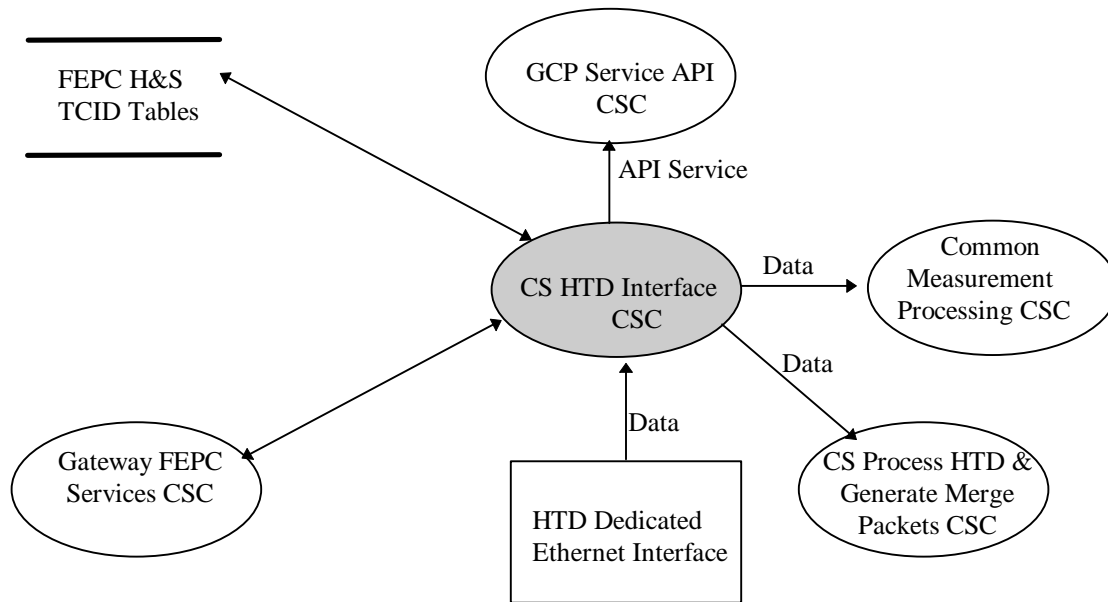 FEPC H&S
TCID Tables
GCP Service API
CSC
API Service
CS HTD Interface
CSC
Data
Common
Measurement
Processing CSC
Data
Data
Gateway FEPC
Services CSC
HTD Dedicated
Ethernet Interface
CS Process HTD &
Generate Merge
Packets CSC